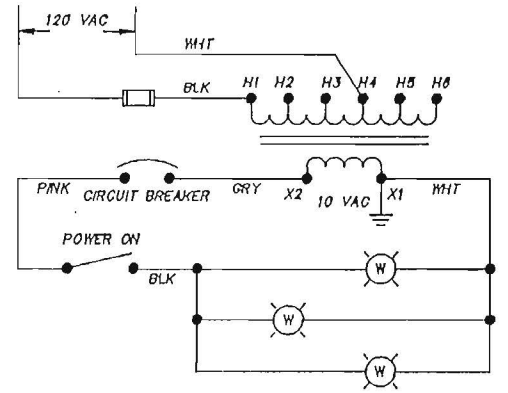 120 VAC
WHT
BLK
H1 H2 H3 H4 H5 H6
PINK
CIRCUIT BREAKER
GRY
X2
10 VAC
X1
WHT
POWER ON
BLK
W
W
W